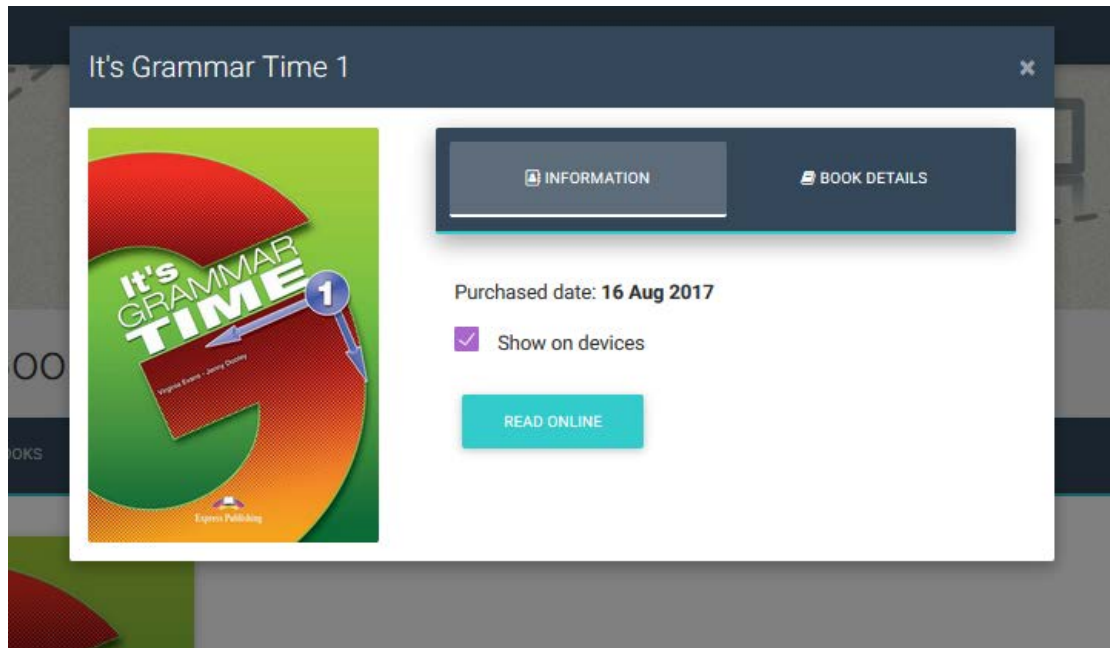 It's Grammar Time 1
INFORMATION
BOOK DETAILS
It's
GRAMMAR
TIME
1
Virginia Evans - Jenny Dooley
Express Publishing
Purchased date: 16 Aug 2017
Show on devices
READ ONLINE
OO
OOKS